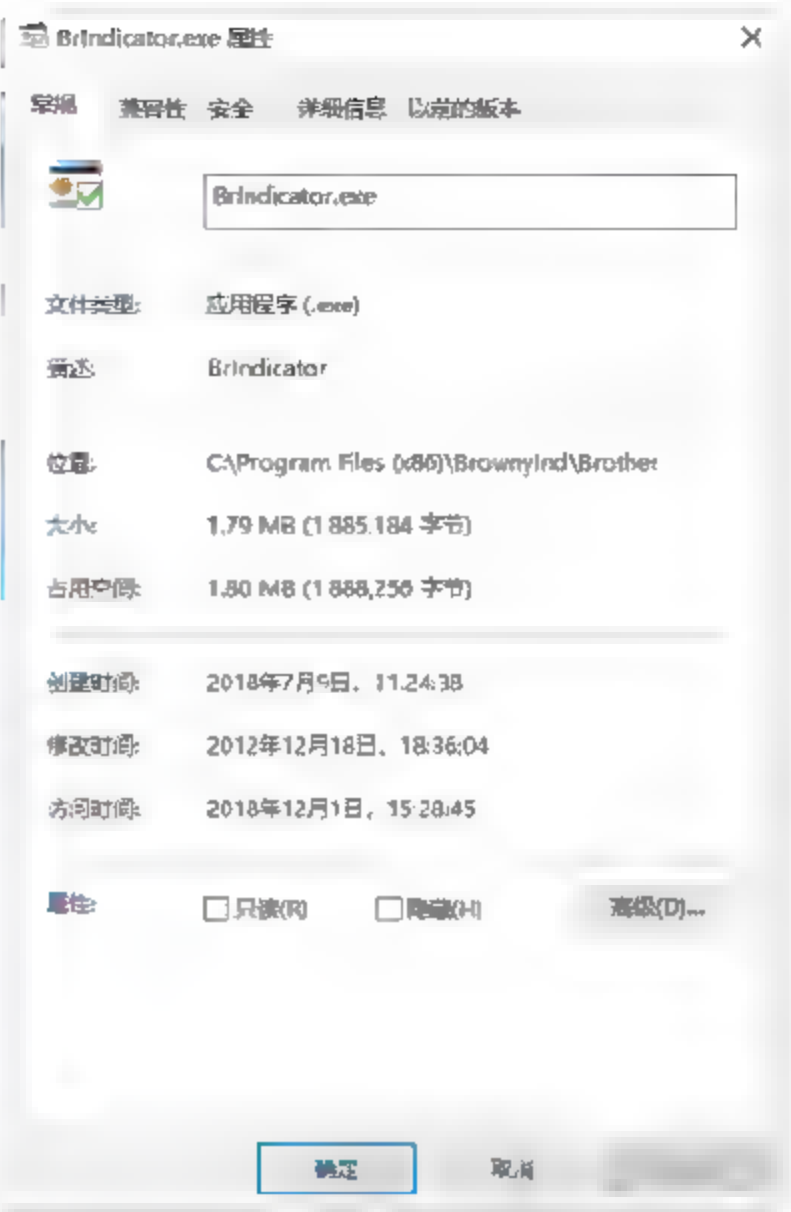 BrIndicator.exe 属性
常规 兼容性 安全 详细信息 以前的版本
BrIndicator.exe
文件类型: 应用程序 (.exe)
描述: BrIndicator
位置: C:\Program Files (x86)\BrownyInd\Brother
大小: 1.79 MB (1,885,184 字节)
占用空间: 1.80 MB (1,888,256 字节)
创建时间: 2018年7月9日, 11:24:38
修改时间: 2012年12月18日, 18:36:04
访问时间: 2018年12月1日, 15:28:45
属性: 只读(R) 隐藏(H) 高级(D)...
确定 取消